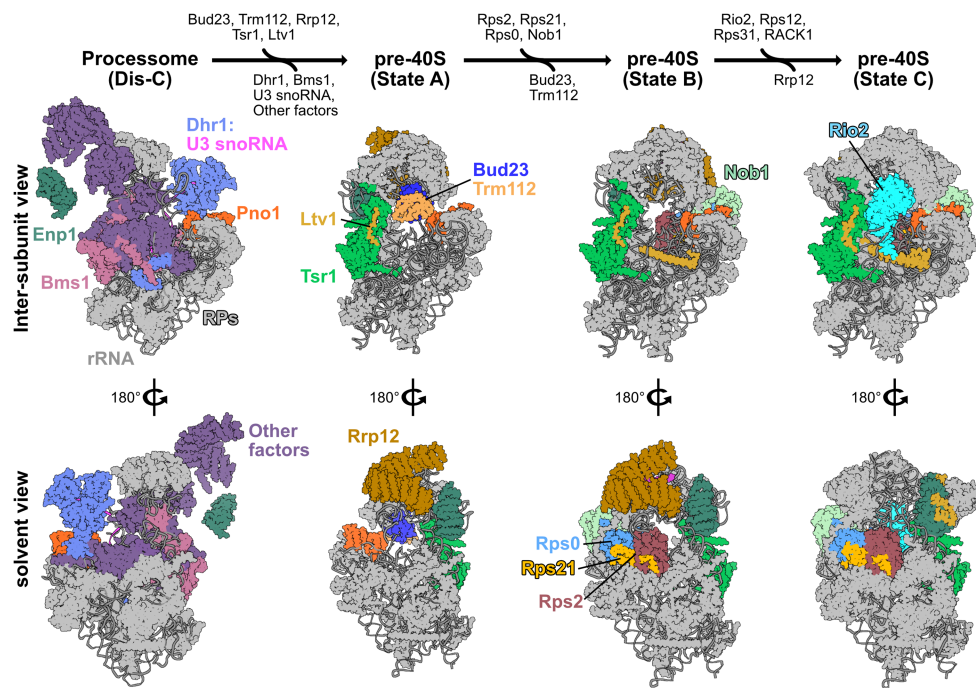 Bud23, Trm112, Rrp12,
Tsr1, Ltv1
Rps2, Rps21,
Rps0, Nob1
Rio2, Rps12,
Rps31, RACK1
Processome
(Dis-C)
pre-40S
(State A)
pre-40S
(State B)
pre-40S
(State C)
Dhr1, Bms1,
U3 snoRNA,
Other factors
Bud23,
Trm112
Rrp12
Inter-subunit view
Dhr1:
U3 snoRNA
Pno1
Enp1
Bms1
RPs
rRNA
Bud23
Trm112
Ltv1
Tsr1
Nob1
Rio2
180°
180°
180°
180°
solvent view
Other
factors
Rrp12
Rps0
Rps21
Rps2